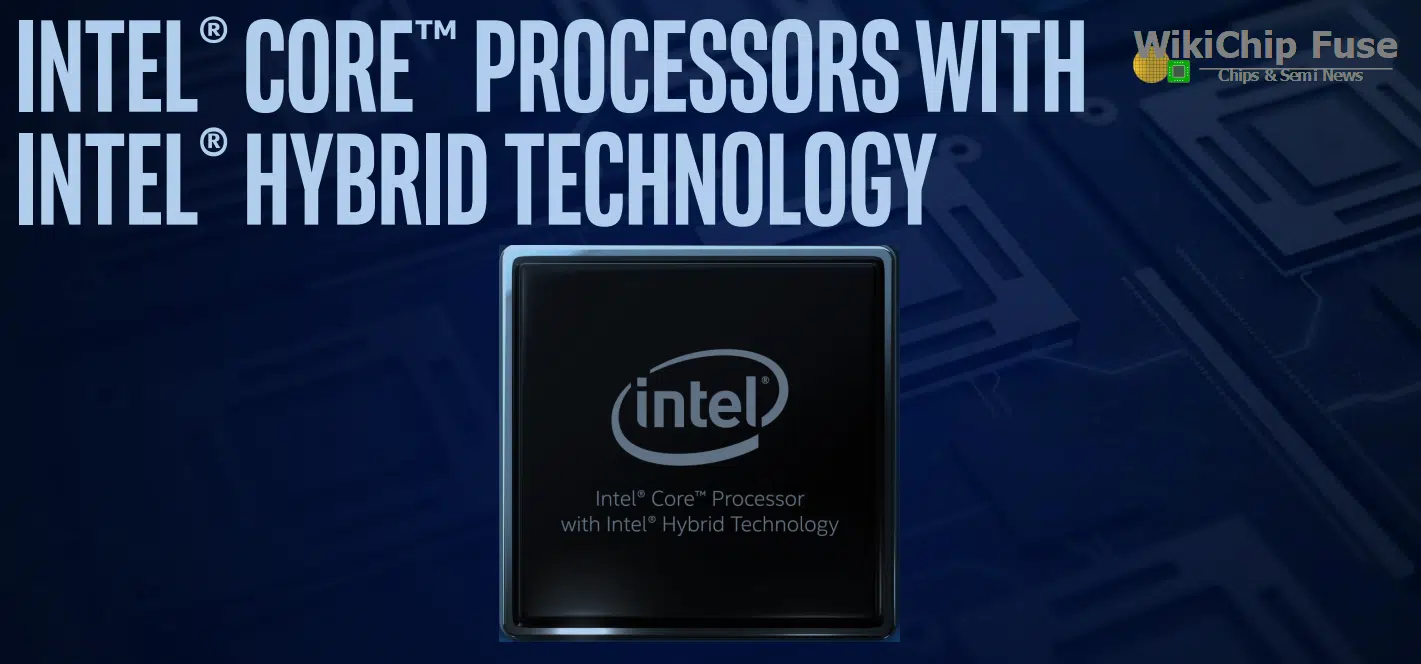 INTEL® CORE™ PROCESSORS WITH
INTEL® HYBRID TECHNOLOGY
WikiChip Fuse
Chips & Semi News
intel®
Intel® Core™ Processor
with Intel® Hybrid Technology